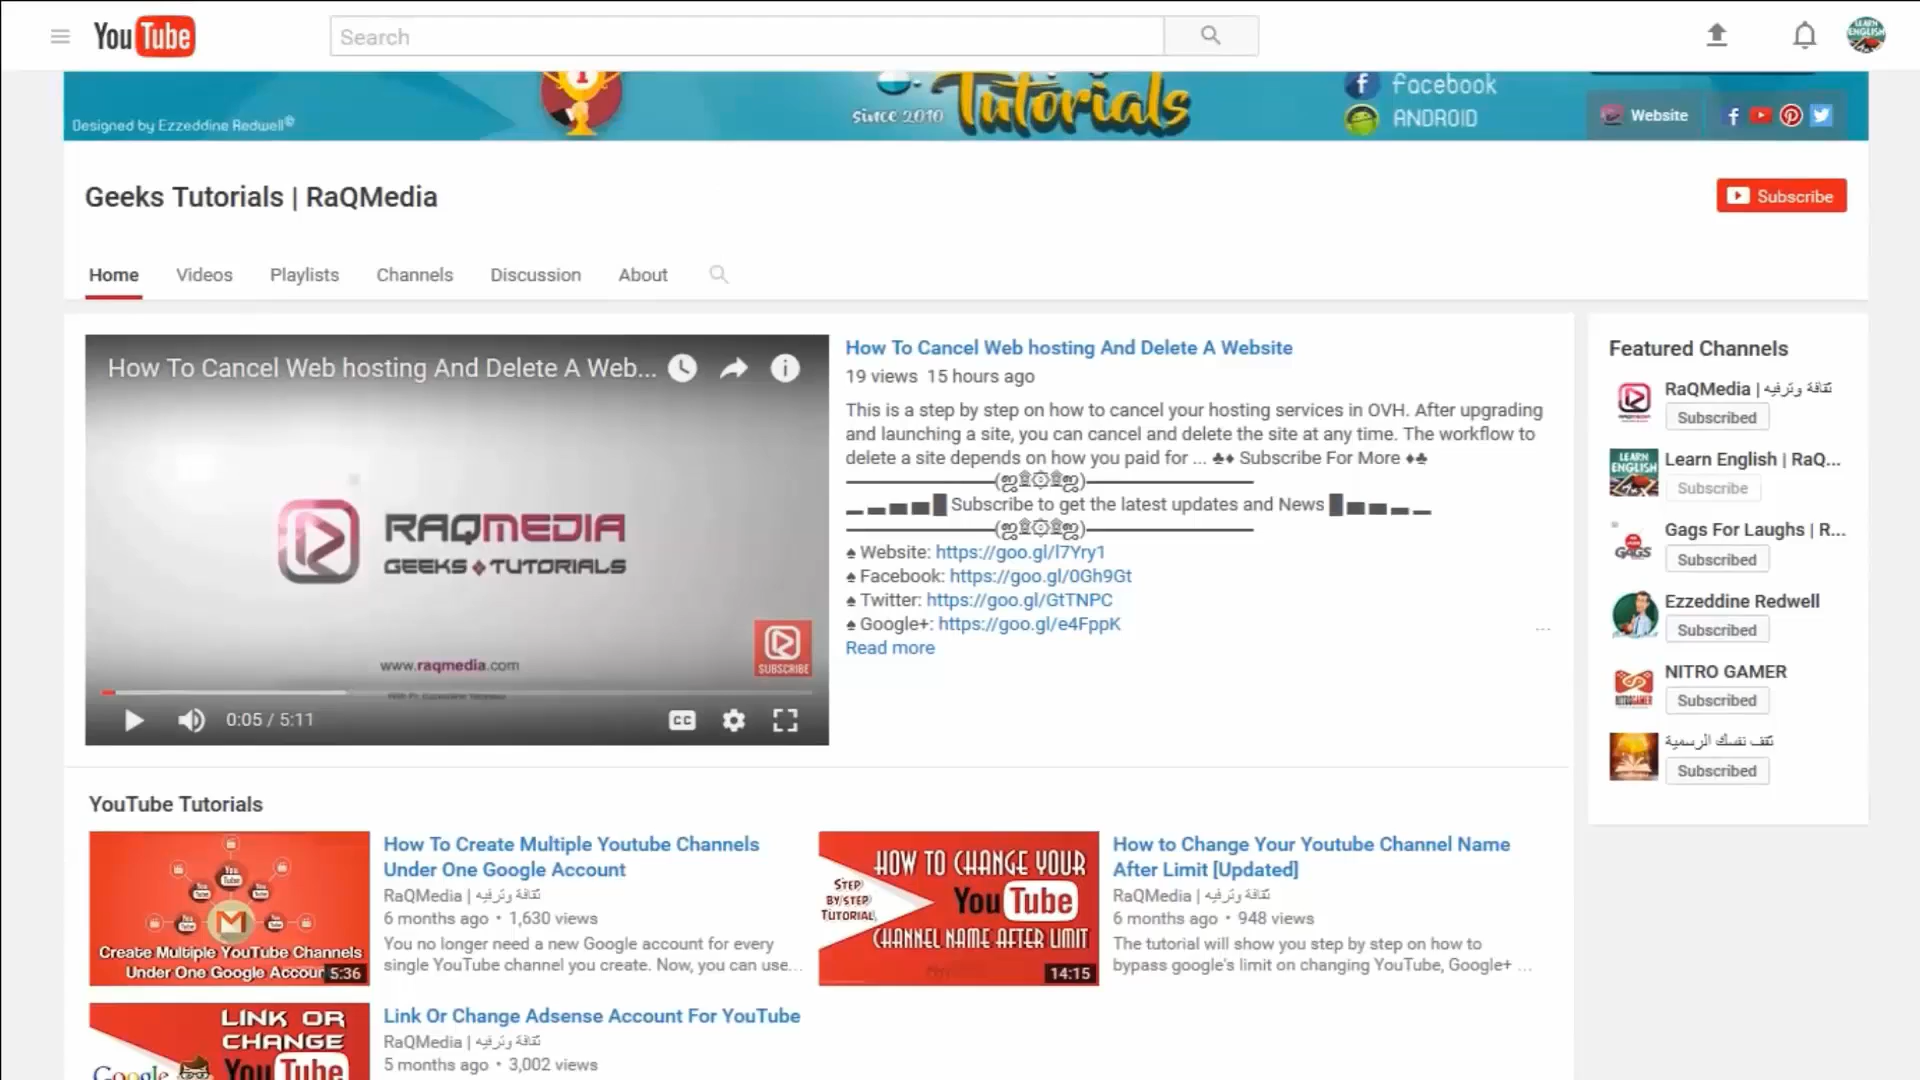 YouTube
Search
Designed by Ezzeddine Redwell©
since 2010 Tutorials
facebook
ANDROID
Website
Geeks Tutorials | RaQMedia
Subscribe
Home Videos Playlists Channels Discussion About
How To Cancel Web hosting And Delete A Web...
RAQMEDIA
GEEKS♦TUTORIALS
www.raqmedia.com
SUBSCRIBE
0:05 / 5:11
CC
How To Cancel Web hosting And Delete A Website
19 views 15 hours ago
This is a step by step on how to cancel your hosting services in OVH. After upgrading
and launching a site, you can cancel and delete the site at any time. The workflow to
delete a site depends on how you paid for ... ♣♦ Subscribe For More ♦♣
———————(ஜ۩۞۩ஜ)————————
▂▃▅▆█ Subscribe to get the latest updates and News █▆▅▃▂
———————(ஜ۩۞۩ஜ)————————
♠ Website: https://goo.gl/l7Yry1
♠ Facebook: https://goo.gl/0Gh9Gt
♠ Twitter: https://goo.gl/GtTNPC
♠ Google+: https://goo.gl/e4FppK
Read more
...
Featured Channels
RaQMedia | ثقافة وترفيه
Subscribed
LEARN ENGLISH
Learn English | RaQ...
Subscribe
GAGS
Gags For Laughs | R...
Subscribed
Ezzeddine Redwell
Subscribed
NITRO GAMER
Subscribed
ثقف نفسك الرسمية
Subscribed
YouTube Tutorials
Create Multiple YouTube Channels
Under One Google Accoun
5:36
How To Create Multiple Youtube Channels
Under One Google Account
RaQMedia | ثقافة وترفيه
6 months ago • 1,630 views
You no longer need a new Google account for every
single YouTube channel you create. Now, you can use...
HOW TO CHANGE YOUR
STEP
BY STEP
TUTORIAL
YouTube
CHANNEL NAME AFTER LIMIT
14:15
How to Change Your Youtube Channel Name
After Limit [Updated]
RaQMedia | ثقافة وترفيه
6 months ago • 948 views
The tutorial will show you step by step on how to
bypass google's limit on changing YouTube, Google+ ...
LINK OR
CHANGE
Google YouTube
Link Or Change Adsense Account For YouTube
RaQMedia | ثقافة وترفيه
5 months ago • 3,002 views